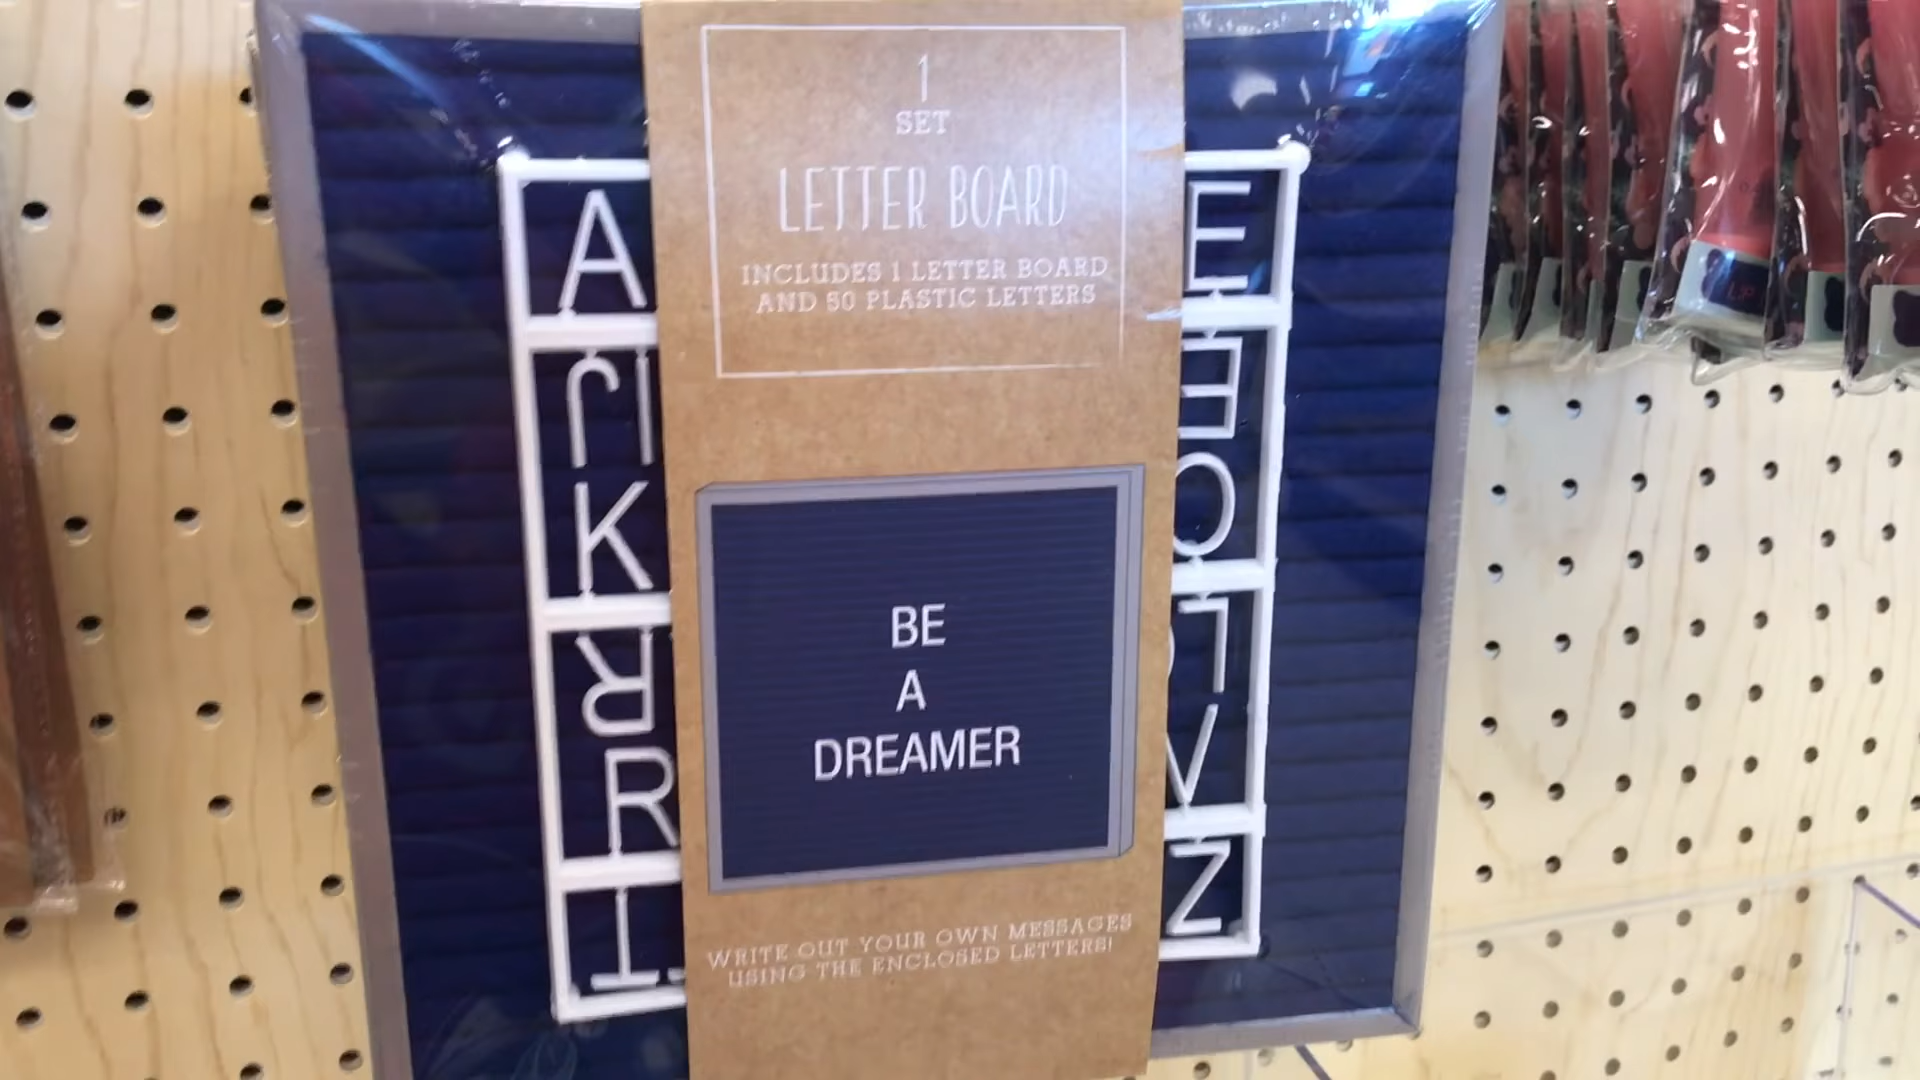 1
SET
LETTER BOARD
INCLUDES 1 LETTER BOARD
AND 50 PLASTIC LETTERS
BE
A
DREAMER
WRITE OUT YOUR OWN MESSAGES
USING THE ENCLOSED LETTERS!
A
E
J
E
K
O
R
L
R
V
T
Z